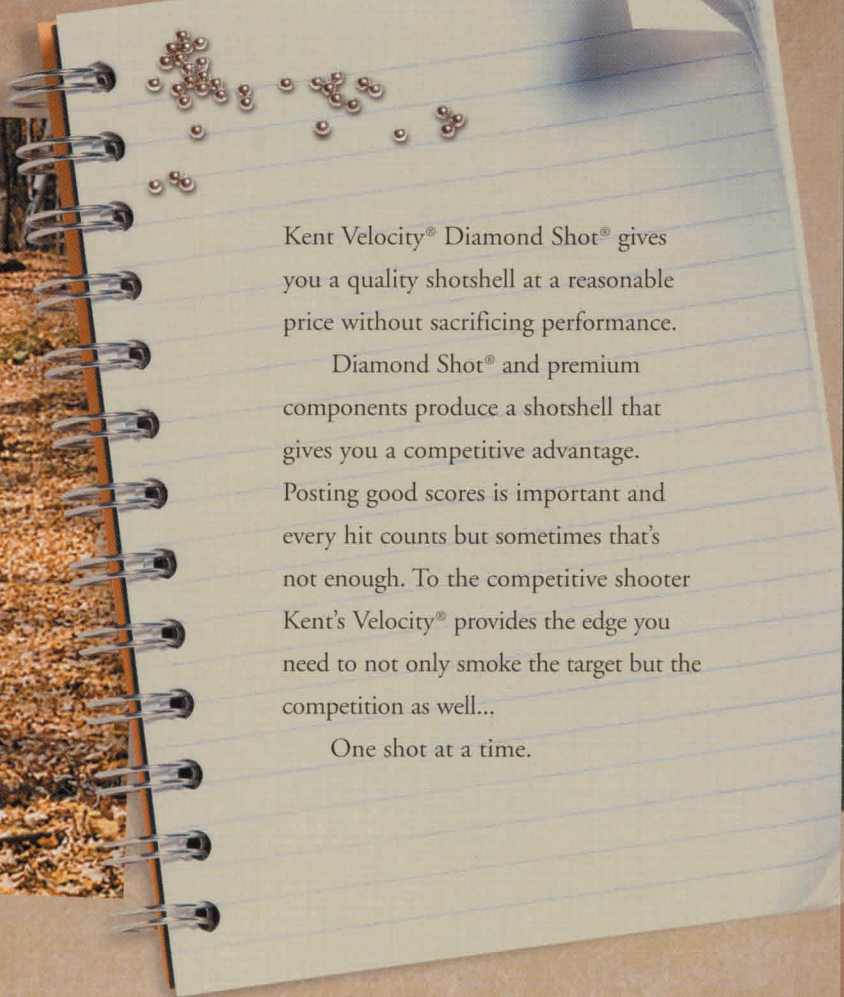 Kent Velocity® Diamond Shot® gives
you a quality shotshell at a reasonable
price without sacrificing performance.
Diamond Shot® and premium
components produce a shotshell that
gives you a competitive advantage.
Posting good scores is important and
every hit counts but sometimes that's
not enough. To the competitive shooter
Kent's Velocity® provides the edge you
need to not only smoke the target but the
competition as well...
One shot at a time.